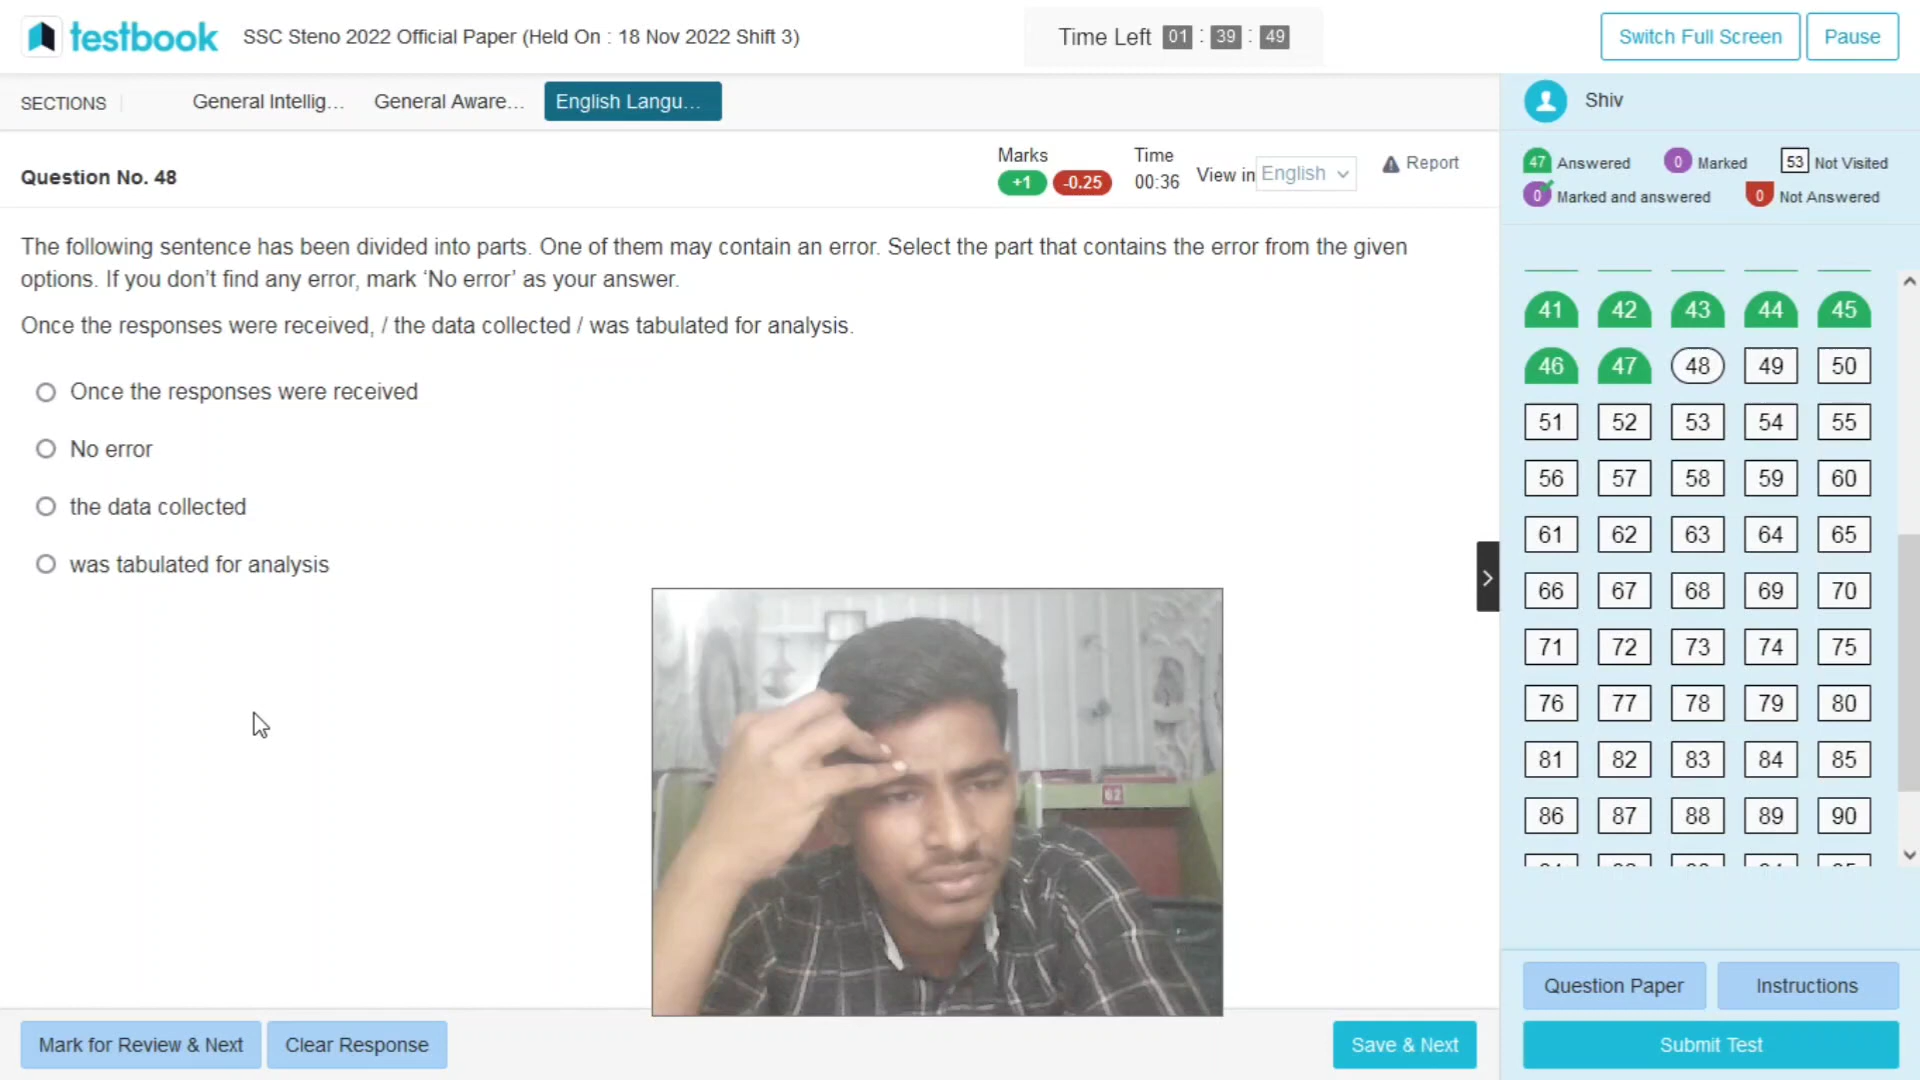 testbook SSC Steno 2022 Official Paper (Held On : 18 Nov 2022 Shift 3) Time Left 01 : 39 : 49 Switch Full Screen Pause
SECTIONS General Intellig... General Aware... English Langu... Shiv
Question No. 48 Marks +1 -0.25 Time 00:36 View in English Report
47 Answered 0 Marked 53 Not Visited
0 Marked and answered 0 Not Answered
The following sentence has been divided into parts. One of them may contain an error. Select the part that contains the error from the given
options. If you don’t find any error, mark ‘No error’ as your answer.
Once the responses were received, / the data collected / was tabulated for analysis.
Once the responses were received
No error
the data collected
was tabulated for analysis
62
41 42 43 44 45
46 47 48 49 50
51 52 53 54 55
56 57 58 59 60
61 62 63 64 65
66 67 68 69 70
71 72 73 74 75
76 77 78 79 80
81 82 83 84 85
86 87 88 89 90
Question Paper Instructions
Mark for Review & Next Clear Response Save & Next Submit Test